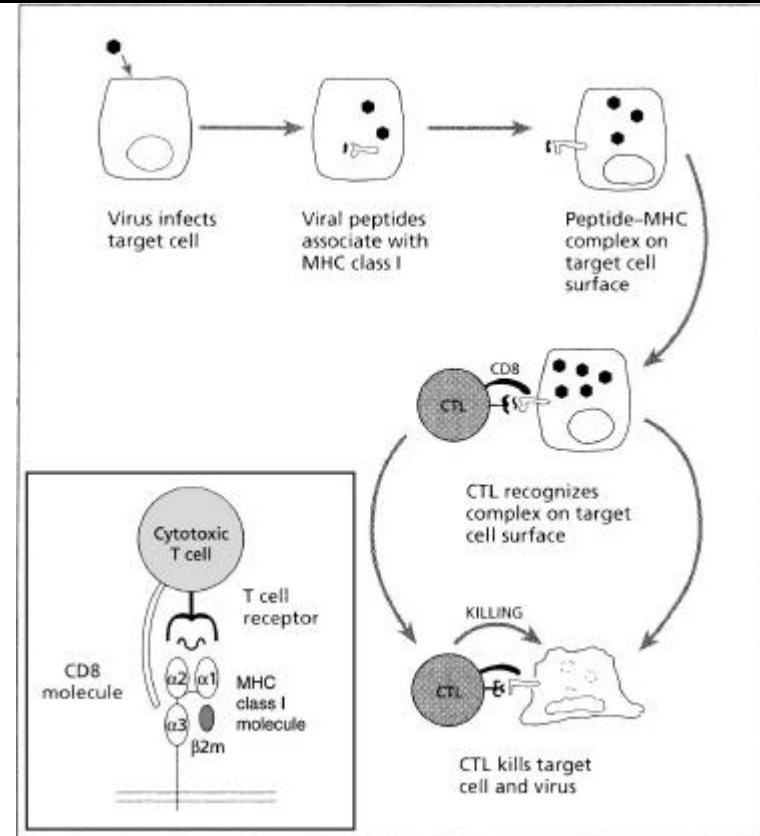 Virus infects
target cell
Viral peptides
associate with
MHC class I
Peptide–MHC
complex on
target cell
surface
CD8
CTL
CTL recognizes
complex on target
cell surface
KILLING
CTL
CTL kills target
cell and virus
Cytotoxic
T cell
T cell
receptor
CD8
molecule
α2 α1
MHC
class I
molecule
α3
β2m